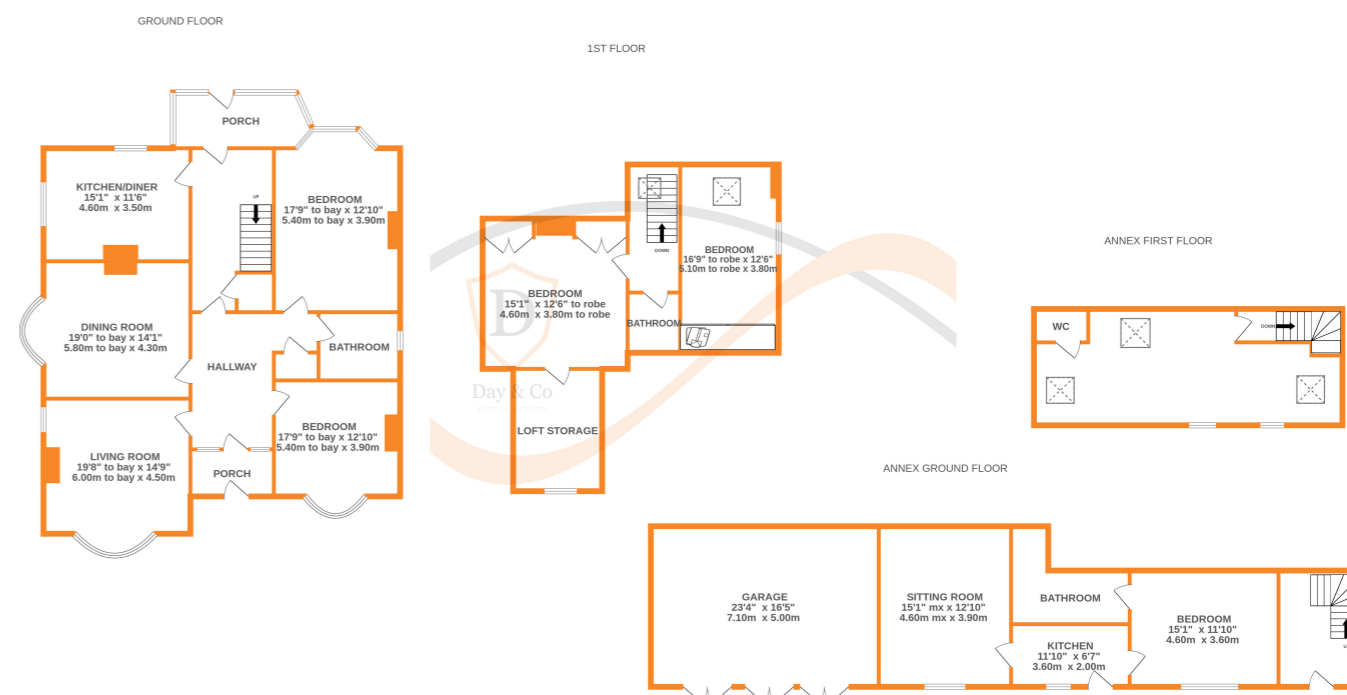 GROUND FLOOR
1ST FLOOR
PORCH
KITCHEN/DINER
15'1" x 11'6"
4.60m x 3.50m
BEDROOM
17'9" to bay x 12'10"
5.40m to bay x 3.90m
UP
DINING ROOM
19'0" to bay x 14'1"
5.80m to bay x 4.30m
HALLWAY
BATHROOM
LIVING ROOM
19'8" to bay x 14'9"
6.00m to bay x 4.50m
PORCH
BEDROOM
17'9" to bay x 12'10"
5.40m to bay x 3.90m
DOWN
BEDROOM
16'9" to robe x 12'6"
5.10m to robe x 3.80m
BEDROOM
15'1" x 12'6" to robe
4.60m x 3.80m to robe
BATHROOM
D
Day & Co
ESTATE AGENTS
LOFT STORAGE
ANNEX FIRST FLOOR
WC
DOWN
ANNEX GROUND FLOOR
GARAGE
23'4" x 16'5"
7.10m x 5.00m
SITTING ROOM
15'1" mx x 12'10"
4.60m mx x 3.90m
BATHROOM
KITCHEN
11'10" x 6'7"
3.60m x 2.00m
BEDROOM
15'1" x 11'10"
4.60m x 3.60m